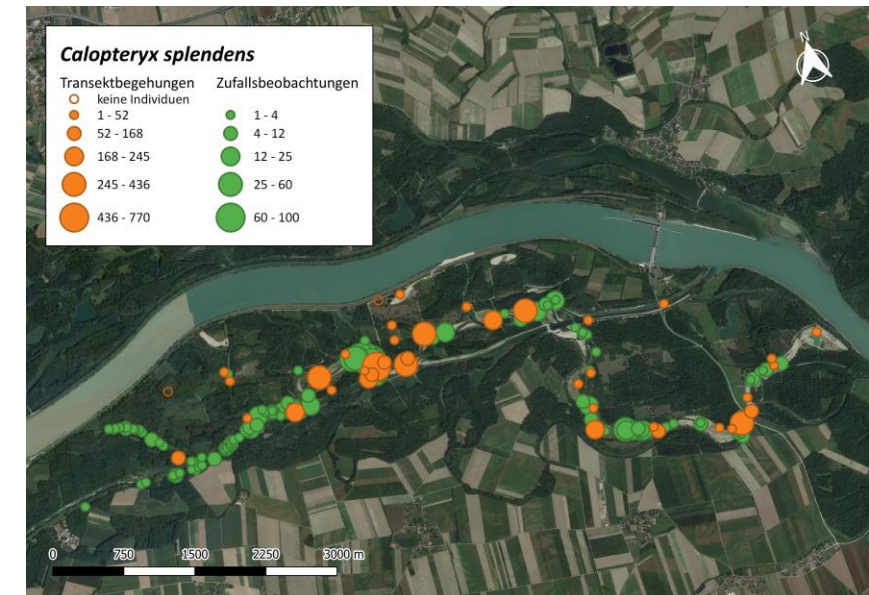 Calopteryx splendens
Transektbegehungen Zufallsbeobachtungen
keine Individuen
1 - 52 1 - 4
52 - 168 4 - 12
168 - 245 12 - 25
245 - 436 25 - 60
436 - 770 60 - 100
N
0 750 1500 2250 3000 m